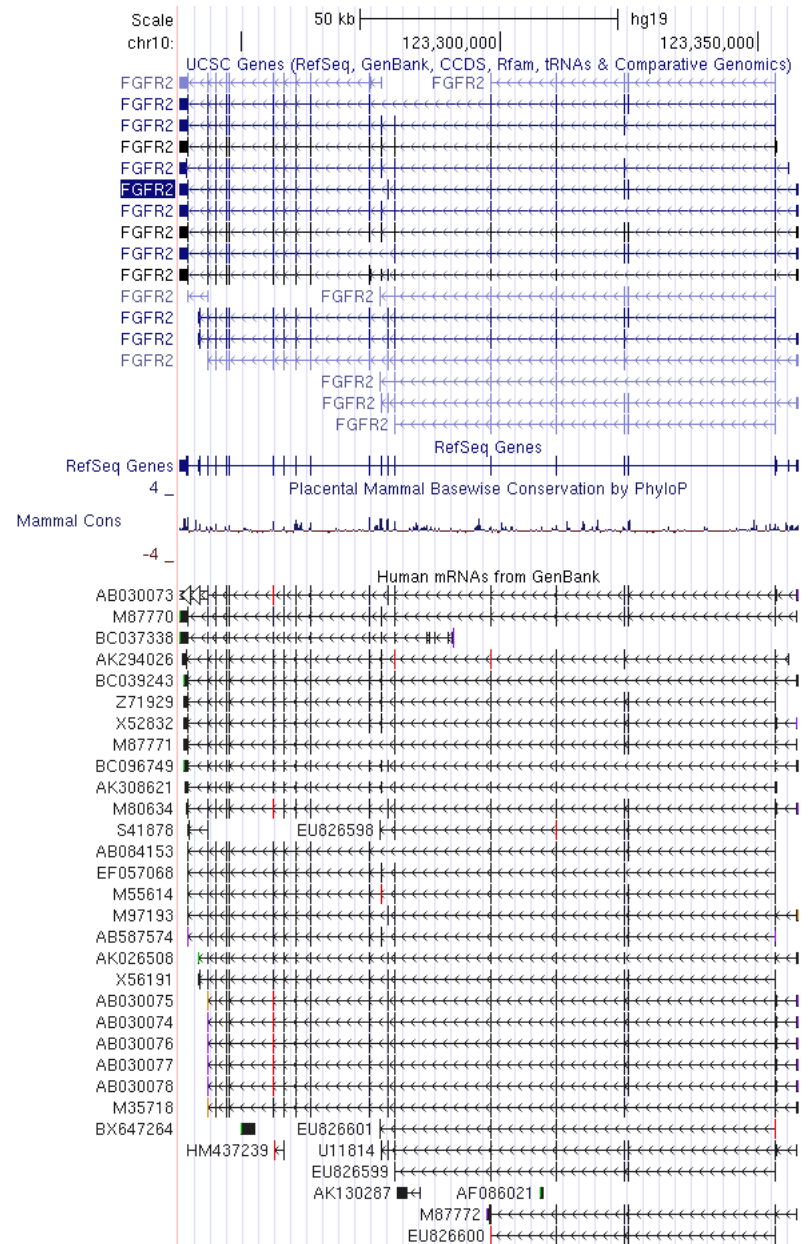 Scale 50 kb hg19
chr10: 123,300,000 123,350,000
UCSC Genes (RefSeq, GenBank, CCDS, Rfam, tRNAs & Comparative Genomics)
FGFR2 FGFR2
FGFR2
FGFR2
FGFR2
FGFR2
FGFR2
FGFR2
FGFR2
FGFR2
FGFR2
FGFR2 FGFR2
FGFR2
FGFR2
FGFR2
FGFR2
FGFR2
FGFR2
RefSeq Genes
RefSeq Genes
4 _ Placental Mammal Basewise Conservation by PhyloP
Mammal Cons
-4 _
Human mRNAs from GenBank
AB030073
M87770
BC037338
AK294026
BC039243
Z71929
X52832
M87771
BC096749
AK308621
M80634
S41878 EU826598
AB084153
EF057068
M55614
M97193
AB587574
AK026508
X56191
AB030075
AB030074
AB030076
AB030077
AB030078
M35718
BX647264 EU826601
HM437239 U11814
EU826599
AK130287 AF086021
M87772
EU826600